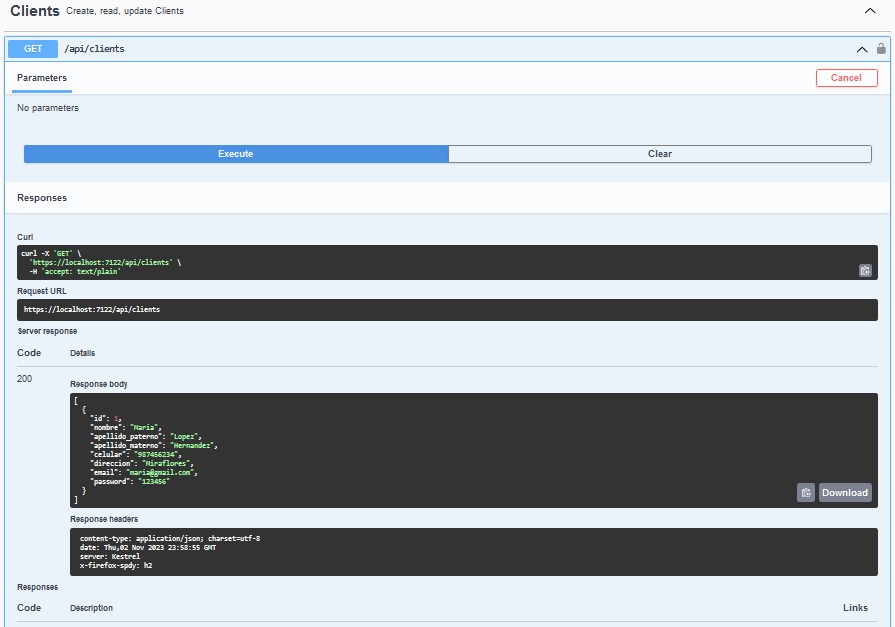 Clients Create, read, update Clients
GET /api/clients
Parameters Cancel
No parameters
Execute Clear
Responses
Curl
curl -X 'GET' \
'https://localhost:7122/api/clients' \
-H 'accept: text/plain'
Request URL
https://localhost:7122/api/clients
Server response
Code Details
200
Response body
[
{
"id": 1,
"nombre": "Maria",
"apellido_paterno": "Lopez",
"apellido_materno": "Hernandez",
"celular": "987456234",
"direccion": "Miraflores",
"email": "maria@gmail.com",
"password": "123456"
}
]
Download
Response headers
content-type: application/json; charset=utf-8
date: Thu,02 Nov 2023 23:58:55 GMT
server: Kestrel
x-firefox-spdy: h2
Responses
Code Description Links